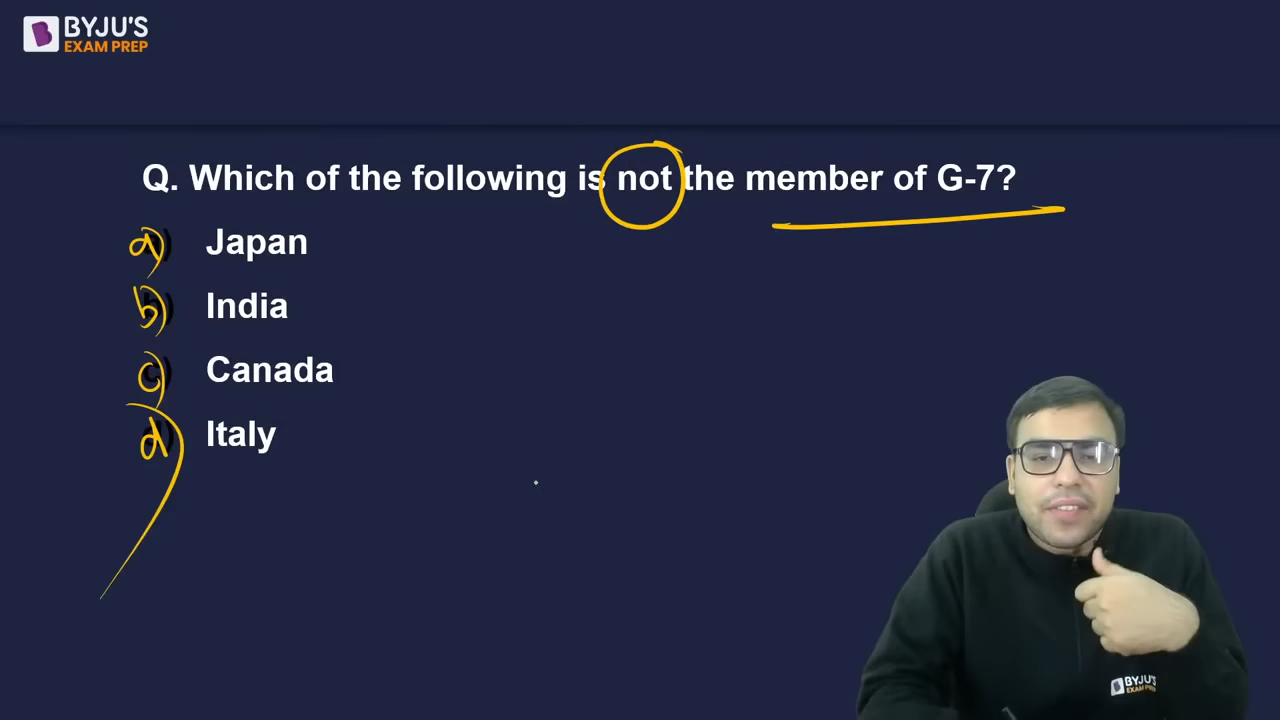 BYJU'S
EXAM PREP
Q. Which of the following is not the member of G-7?
a) Japan
b) India
c) Canada
d) Italy
BYJU'S
EXAM PREP